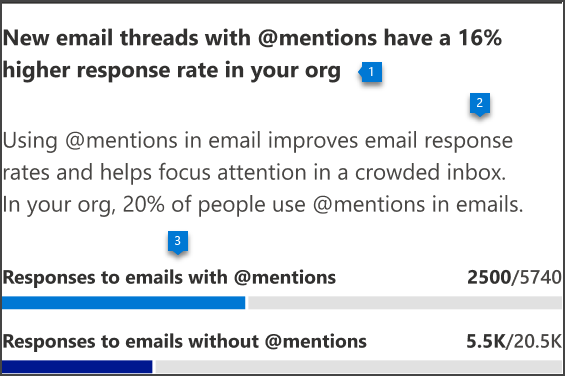 New email threads with @mentions have a 16%
higher response rate in your org
1
2
Using @mentions in email improves email response
rates and helps focus attention in a crowded inbox.
In your org, 20% of people use @mentions in emails.
3
Responses to emails with @mentions 2500/5740
Responses to emails without @mentions 5.5K/20.5K